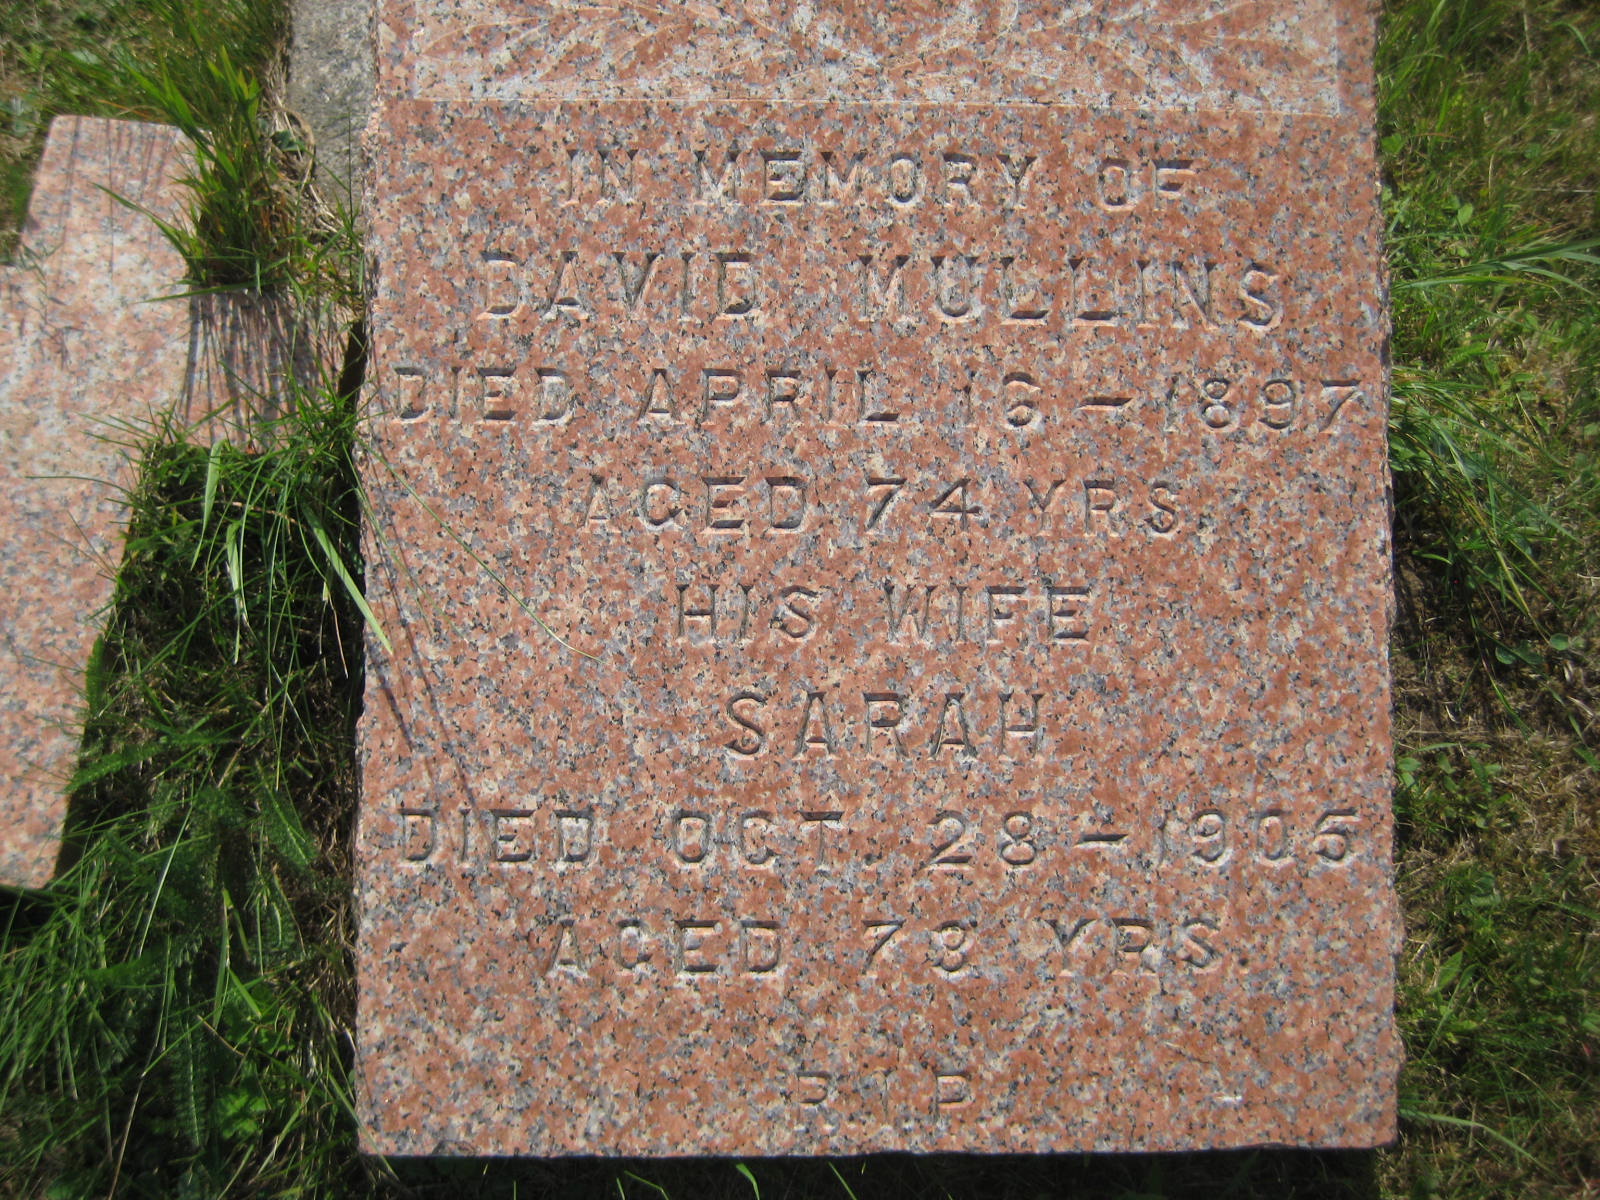 IN MEMORY OF
DAVID MULLINS
DIED APRIL 16 - 1897
AGED 74 YRS
HIS WIFE
SARAH
DIED OCT. 28 - 1905
AGED 78 YRS.
R.I.P.